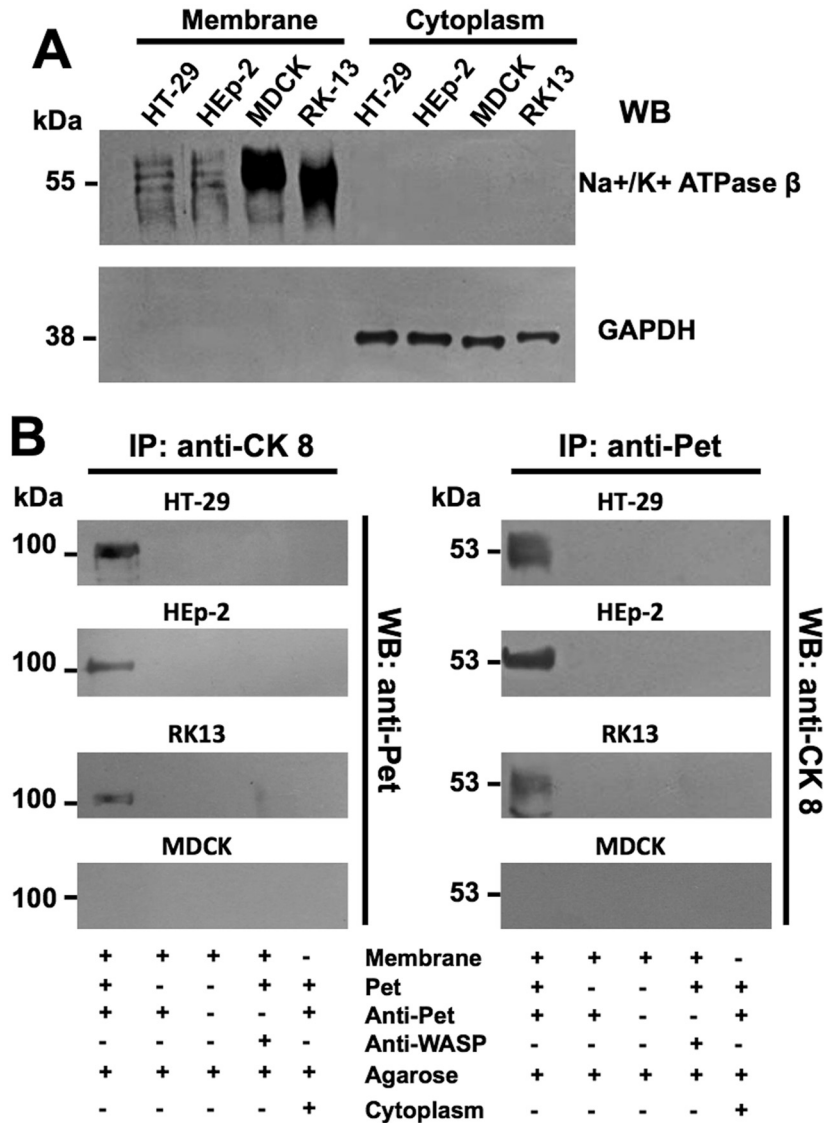 A
Membrane Cytoplasm
HT-29 HEp-2 MDCK RK-13 HT-29 HEp-2 MDCK RK13
kDa WB
55 Na+/K+ ATPase β
38 GAPDH
B
IP: anti-CK 8 IP: anti-Pet
kDa HT-29 kDa HT-29
100 53
HEp-2 HEp-2
100 53
RK13 RK13
100 53
MDCK MDCK
100 53
WB: anti-Pet WB: anti-CK 8
+ + + + - Membrane + + + + -
+ - - + + Pet + - - + +
+ + - - + Anti-Pet + + - - +
- - - + - Anti-WASP - - - + -
+ + + + + Agarose + + + + +
- - - - + Cytoplasm - - - - +